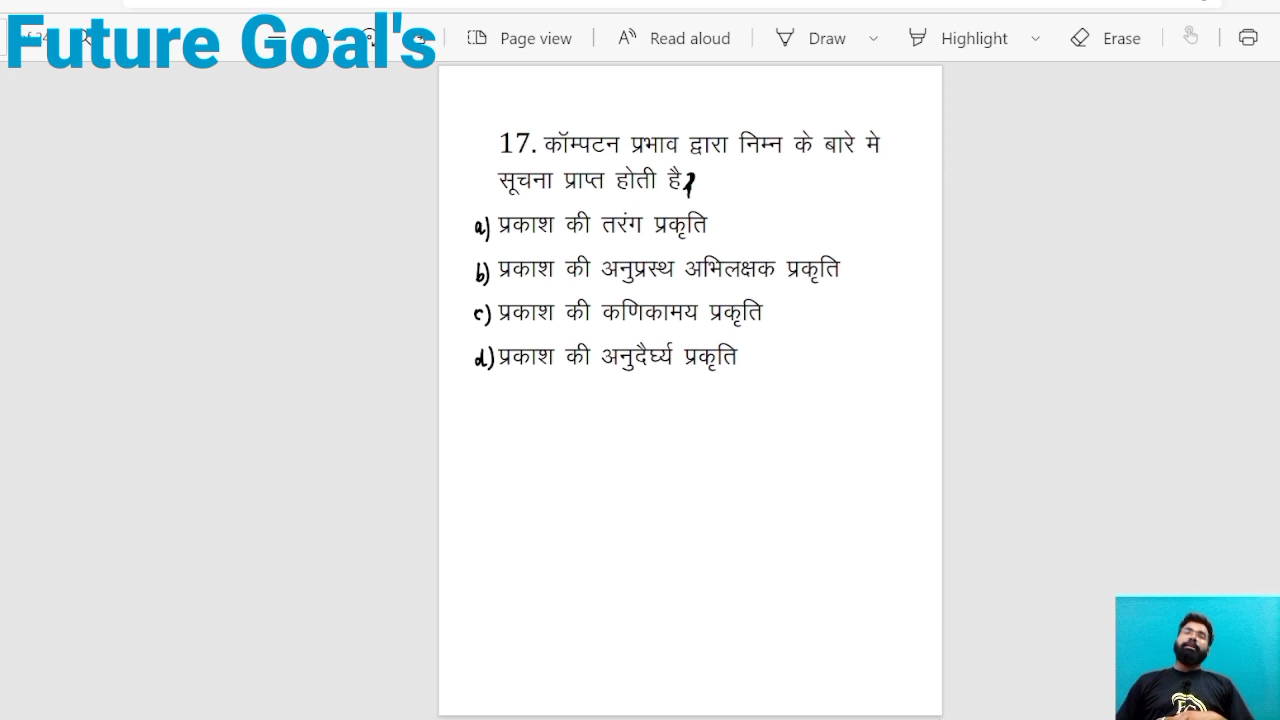 Future Goal's
Page view
Read aloud
Draw
Highlight
Erase
17. कॉम्पटन प्रभाव द्वारा निम्न के बारे मे
सूचना प्राप्त होती है?
a) प्रकाश की तरंग प्रकृति
b) प्रकाश की अनुप्रस्थ अभिलक्षक प्रकृति
c) प्रकाश की कणिकामय प्रकृति
d) प्रकाश की अनुदैर्घ्य प्रकृति